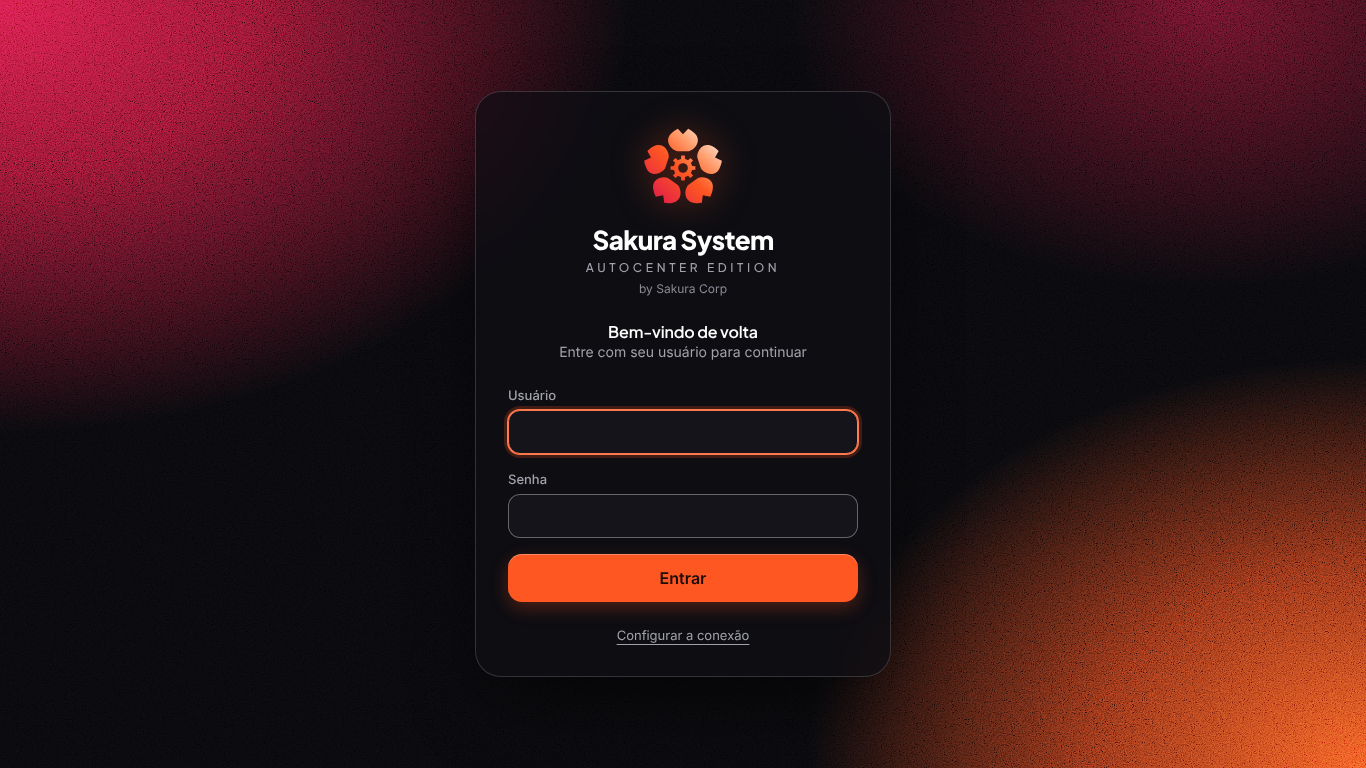 Sakura System
AUTOCENTER EDITION
by Sakura Corp
Bem-vindo de volta
Entre com seu usuário para continuar
Usuário
Senha
Entrar
Configurar a conexão